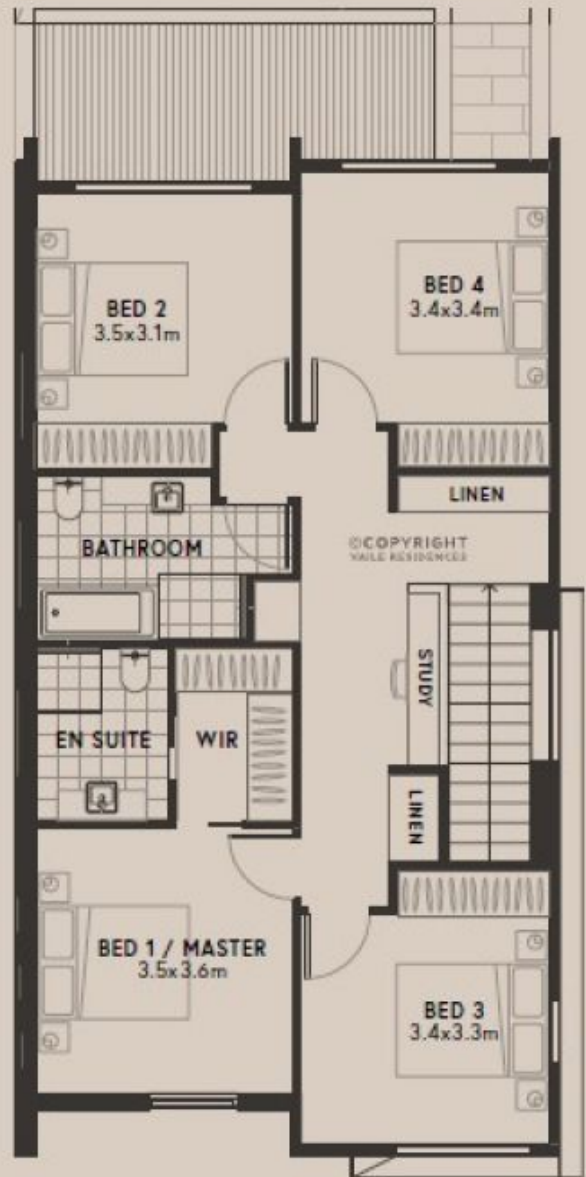 BED 2
3.5x3.1m
BED 4
3.4x3.4m
LINEN
BATHROOM
©COPYRIGHT
VAILE RESIDENCES
STUDY
EN SUITE
WIR
LINEN
BED 1 / MASTER
3.5x3.6m
BED 3
3.4x3.3m